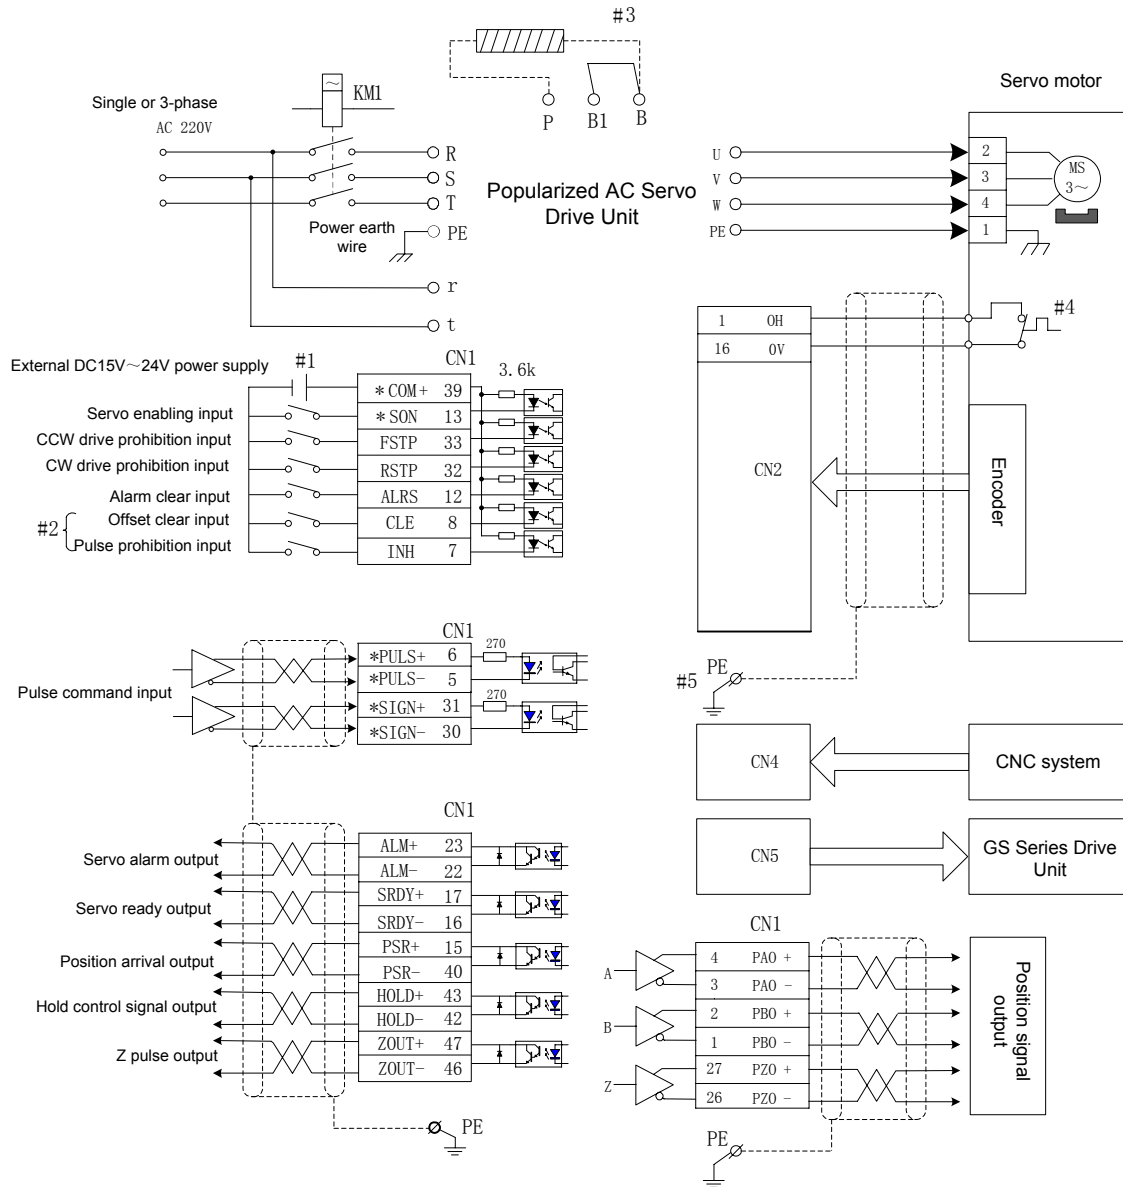 #3
KM1
Single or 3-phase
AC 220V
P
B1
B
Servo motor
R
S
T
Power earth
wire
PE
r
t
Popularized AC Servo
Drive Unit
U
V
W
PE
2
3
4
1
MS
3~
1 OH
16 0V
CN2
#4
Encoder
#5
PE
External DC15V～24V power supply
#1
CN1
3.6k
*COM+ 39
Servo enabling input
*SON 13
CCW drive prohibition input
FSTP 33
CW drive prohibition input
RSTP 32
Alarm clear input
ALRS 12
#2
Offset clear input
CLE 8
Pulse prohibition input
INH 7
CN1
Pulse command input
*PULS+ 6
270
*PULS- 5
*SIGN+ 31
270
*SIGN- 30
CN4
CNC system
CN5
GS Series Drive
Unit
CN1
Servo alarm output
ALM+ 23
ALM- 22
Servo ready output
SRDY+ 17
SRDY- 16
Position arrival output
PSR+ 15
PSR- 40
Hold control signal output
HOLD+ 43
HOLD- 42
Z pulse output
ZOUT+ 47
ZOUT- 46
PE
CN1
A
4 PAO +
3 PAO -
B
2 PBO +
1 PBO -
Z
27 PZO +
26 PZO -
Position signal
output
PE